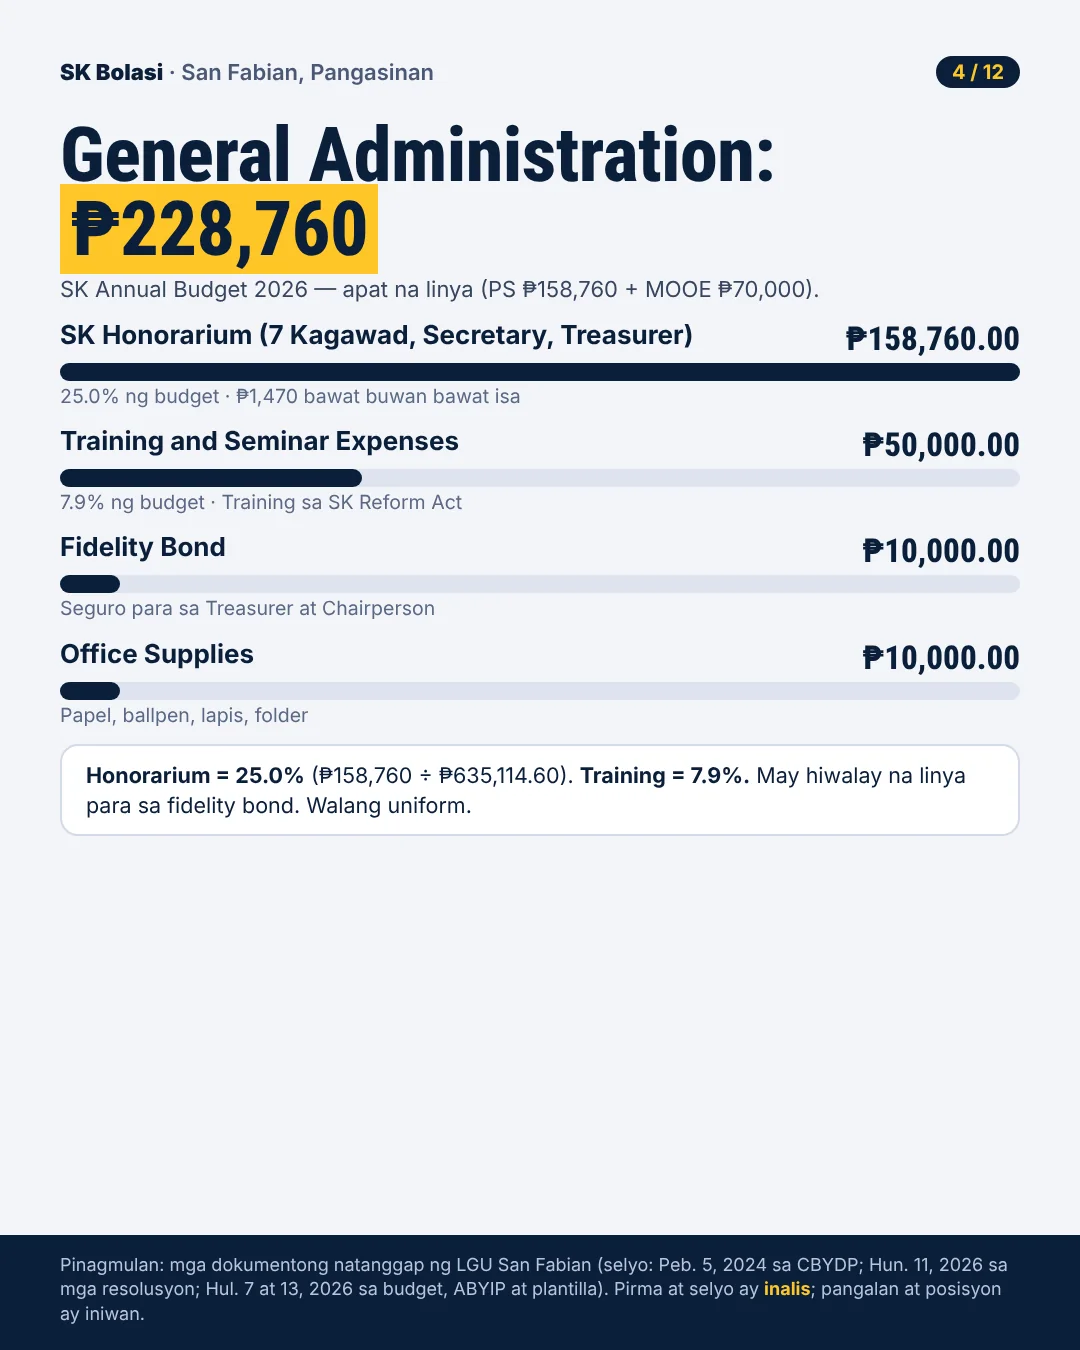 SK Bolasi · San Fabian, Pangasinan
4 / 12
General Administration:
₱228,760
SK Annual Budget 2026 — apat na linya (PS ₱158,760 + MOOE ₱70,000).
SK Honorarium (7 Kagawad, Secretary, Treasurer)
₱158,760.00
25.0% ng budget · ₱1,470 bawat buwan bawat isa
Training and Seminar Expenses
₱50,000.00
7.9% ng budget · Training sa SK Reform Act
Fidelity Bond
₱10,000.00
Seguro para sa Treasurer at Chairperson
Office Supplies
₱10,000.00
Papel, ballpen, lapis, folder
Honorarium = 25.0% (₱158,760 ÷ ₱635,114.60). Training = 7.9%. May hiwalay na linya
para sa fidelity bond. Walang uniform.
Pinagmulan: mga dokumentong natanggap ng LGU San Fabian (selyo: Peb. 5, 2024 sa CBYDP; Hun. 11, 2026 sa
mga resolusyon; Hul. 7 at 13, 2026 sa budget, ABYIP at plantilla). Pirma at selyo ay inalis; pangalan at posisyon
ay iniwan.